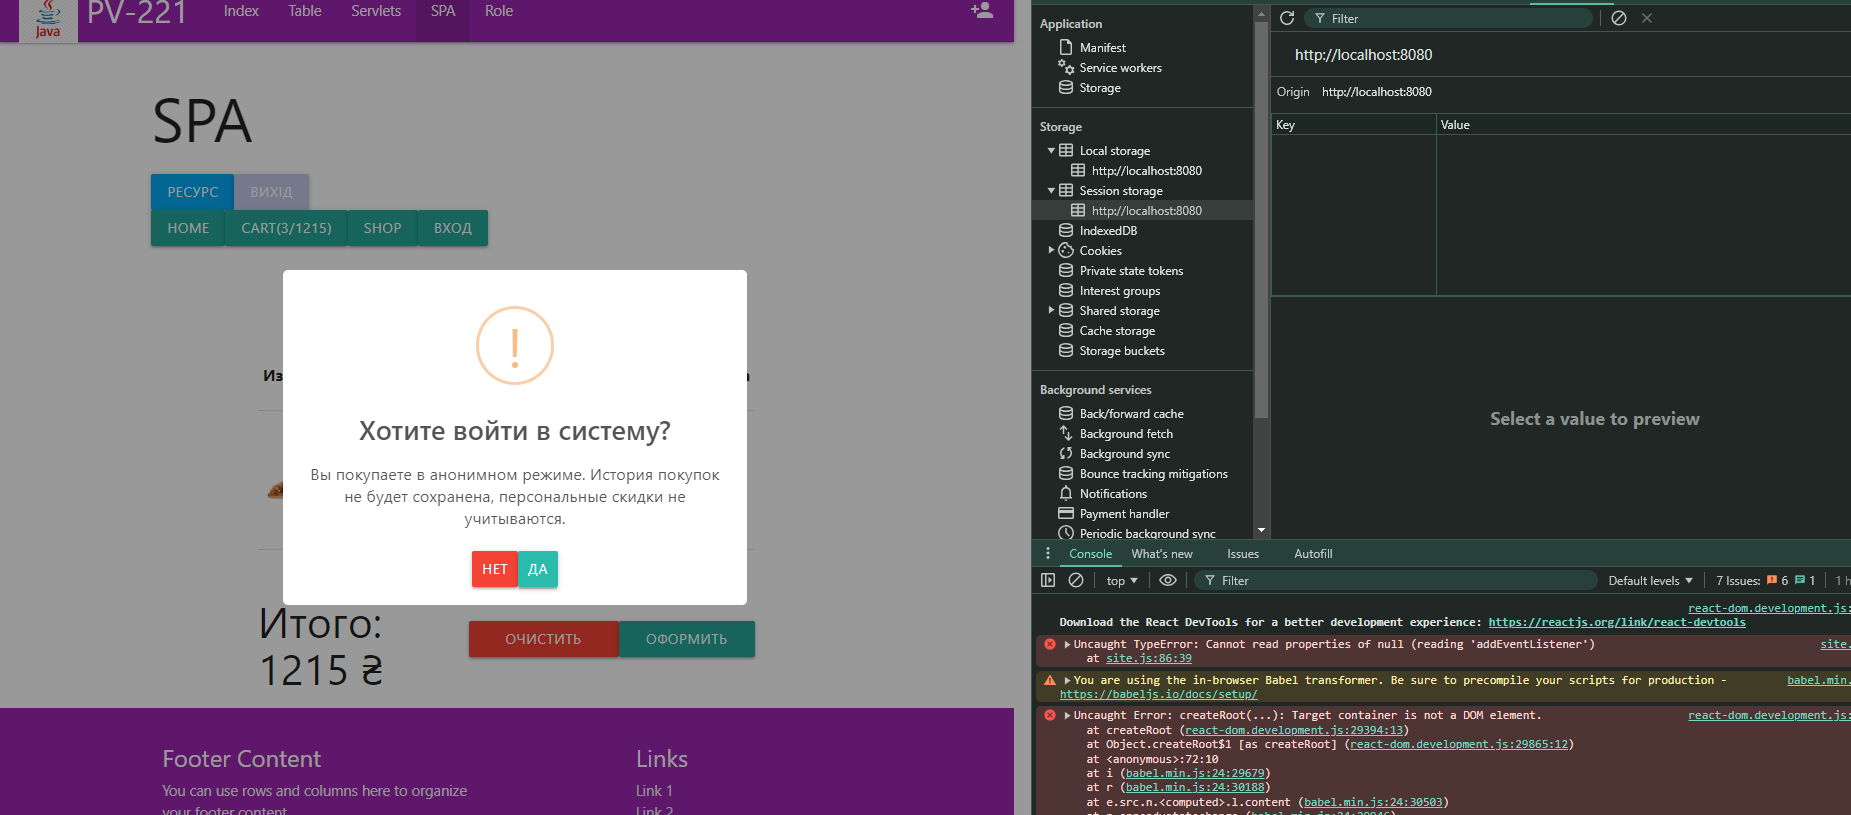 Java
PV-221
Index
Table
Servlets
SPA
Role
SPA
РЕСУРС
ВИХІД
HOME
CART(3/1215)
SHOP
ВХОД
Из
Хотите войти в систему?
Вы покупаете в анонимном режиме. История покупок
не будет сохранена, персональные скидки не
учитываются.
НЕТ
ДА
Итого:
1215 ₴
ОЧИСТИТЬ
ОФОРМИТЬ
Footer Content
You can use rows and columns here to organize
your footer content
Links
Link 1
Link 2
Application
Manifest
Service workers
Storage
Storage
Local storage
http://localhost:8080
Session storage
http://localhost:8080
IndexedDB
Cookies
Private state tokens
Interest groups
Shared storage
Cache storage
Storage buckets
Background services
Back/forward cache
Background fetch
Background sync
Bounce tracking mitigations
Notifications
Payment handler
Periodic background sync
Filter
http://localhost:8080
Origin http://localhost:8080
Key Value
Select a value to preview
Console What's new Issues Autofill
top Filter Default levels 7 Issues: 6 1
react-dom.development.js:
Download the React DevTools for a better development experience: https://reactjs.org/link/react-devtools
Uncaught TypeError: Cannot read properties of null (reading 'addEventListener') site.
at site.js:86:39
You are using the in-browser Babel transformer. Be sure to precompile your scripts for production - babel.min.
https://babeljs.io/docs/setup/
Uncaught Error: createRoot(...): Target container is not a DOM element. react-dom.development.js:
at createRoot (react-dom.development.js:29394:13)
at Object.createRoot$1 [as createRoot] (react-dom.development.js:29865:12)
at <anonymous>:72:10
at i (babel.min.js:24:29679)
at r (babel.min.js:24:30188)
at e.src.n.<computed>.l.content (babel.min.js:24:30503)